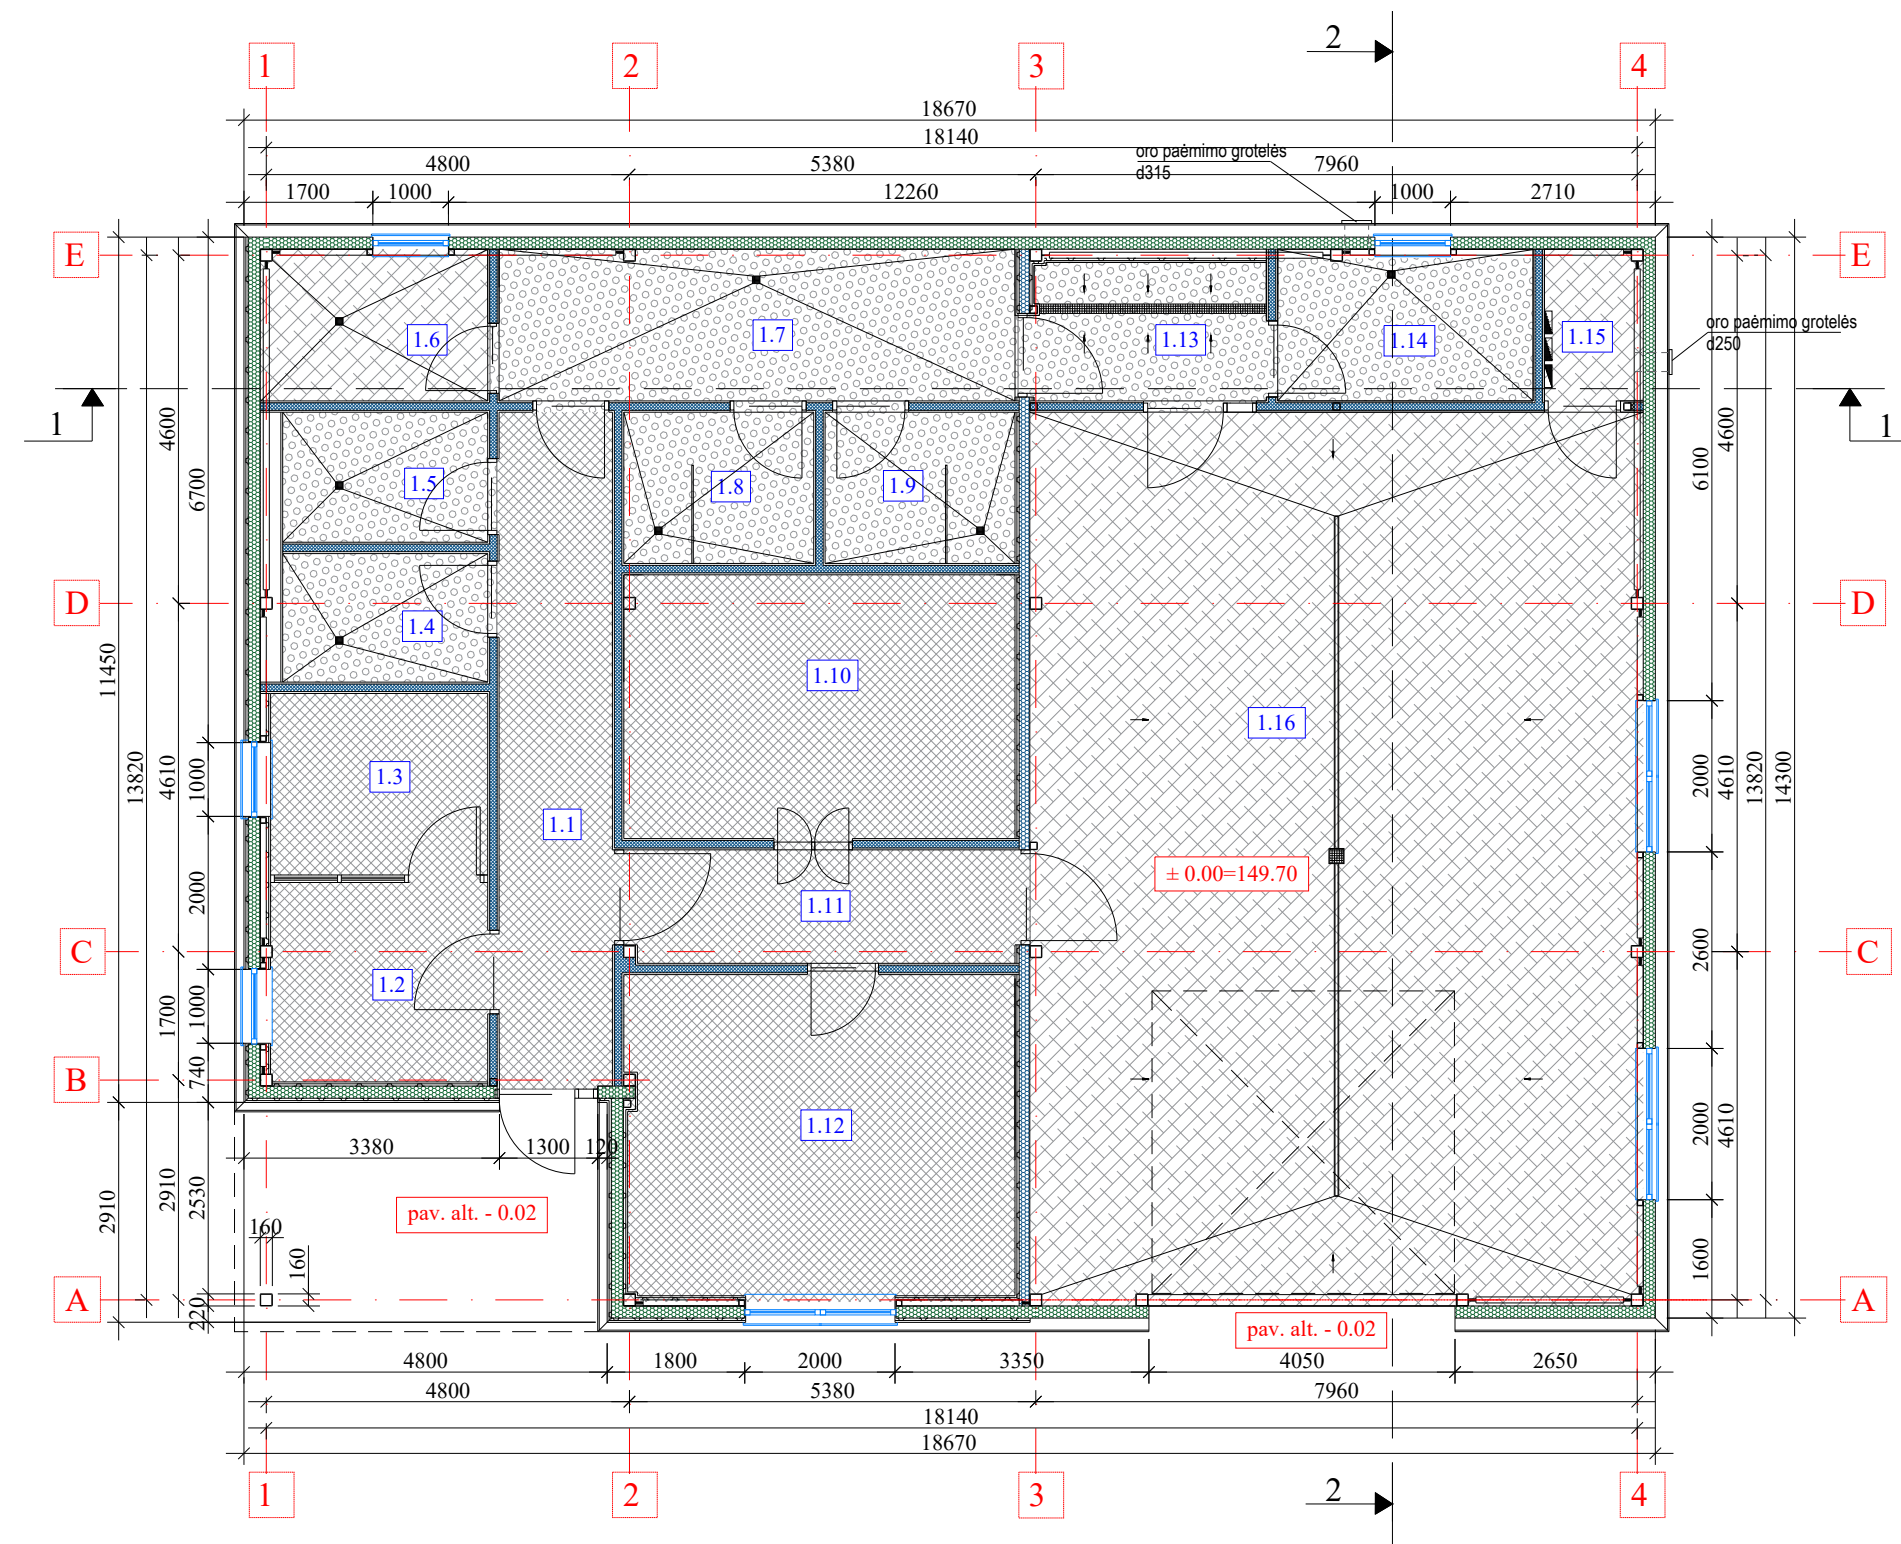 2
1 2 3 4
18670
18140
4800 5380 7960
oro paėmimo grotelės
d315
1700 1000 12260 1000 2710
E E
oro paėmimo grotelės
d250
1.6 1.7 1.13 1.14 1.15
1 1
4600 6700 6100 4600
1.5 1.8 1.9
D D
1.4
11450
1.10
1.16
13820 4610 1000 2000 4610 13820 14300
1.3
1.1
± 0.00=149.70
2000
1.11
C C
2600
1.2
1700 1000
740
B
1.12
2000 4610
3380 1300 120
2910 2910 2530
pav. alt. - 0.02
160
160
1600
A A
220
pav. alt. - 0.02
4800 1800 2000 3350 4050 2650
4800 5380 7960
18140
18670
1 2 3 4
2